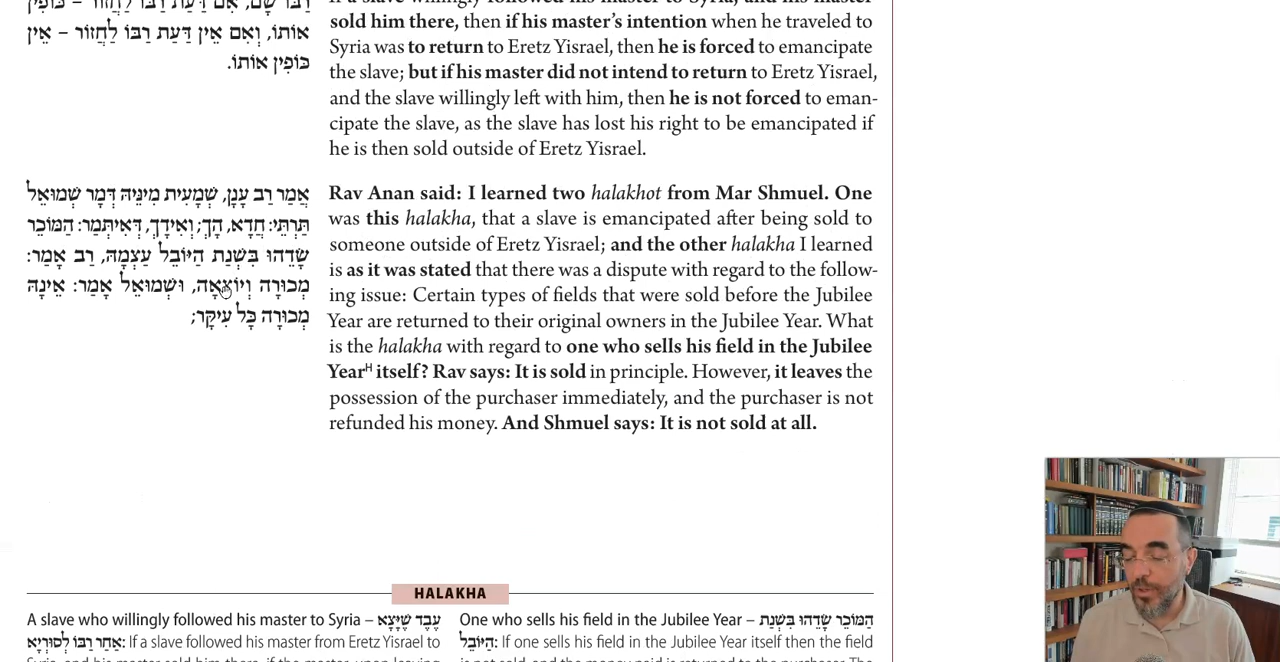 רַבּוֹ שָׁם, אִם דַּעַת רַבּוֹ לַחֲזוֹר – כּוֹפִין
אוֹתוֹ, וְאִם אֵין דַּעַת רַבּוֹ לַחֲזוֹר – אֵין
כּוֹפִין אוֹתוֹ.
sold him there, then if his master's intention when he traveled to
Syria was to return to Eretz Yisrael, then he is forced to emancipate
the slave; but if his master did not intend to return to Eretz Yisrael,
and the slave willingly left with him, then he is not forced to eman-
cipate the slave, as the slave has lost his right to be emancipated if
he is then sold outside of Eretz Yisrael.
אֲמַר רַב עָנָן, שְׁמָעִית מִינֵּיהּ דְּמָר שְׁמוּאֵל
תַּרְתֵּי: חֲדָא, הָךְ; וְאִידָךְ, דְּאִיתְּמַר: הַמּוֹכֵר
שָׂדֵהוּ בִּשְׁנַת הַיּוֹבֵל עַצְמָהּ, רַב אָמַר:
מְכוּרָה וְיוֹצְאָה, וּשְׁמוּאֵל אָמַר: אֵינָהּ
מְכוּרָה כָּל עִיקָּר;
Rav Anan said: I learned two halakhot from Mar Shmuel. One
was this halakha, that a slave is emancipated after being sold to
someone outside of Eretz Yisrael; and the other halakha I learned
is as it was stated that there was a dispute with regard to the follow-
ing issue: Certain types of fields that were sold before the Jubilee
Year are returned to their original owners in the Jubilee Year. What
is the halakha with regard to one who sells his field in the Jubilee
Yearᴴ itself? Rav says: It is sold in principle. However, it leaves the
possession of the purchaser immediately, and the purchaser is not
refunded his money. And Shmuel says: It is not sold at all.
HALAKHA
A slave who willingly followed his master to Syria – עֶבֶד שֶׁיָּצָא
אַחַר רַבּוֹ לְסוּרְיָא: If a slave followed his master from Eretz Yisrael to
One who sells his field in the Jubilee Year – הַמּוֹכֵר שָׂדֵהוּ בִּשְׁנַת
הַיּוֹבֵל: If one sells his field in the Jubilee Year itself then the field